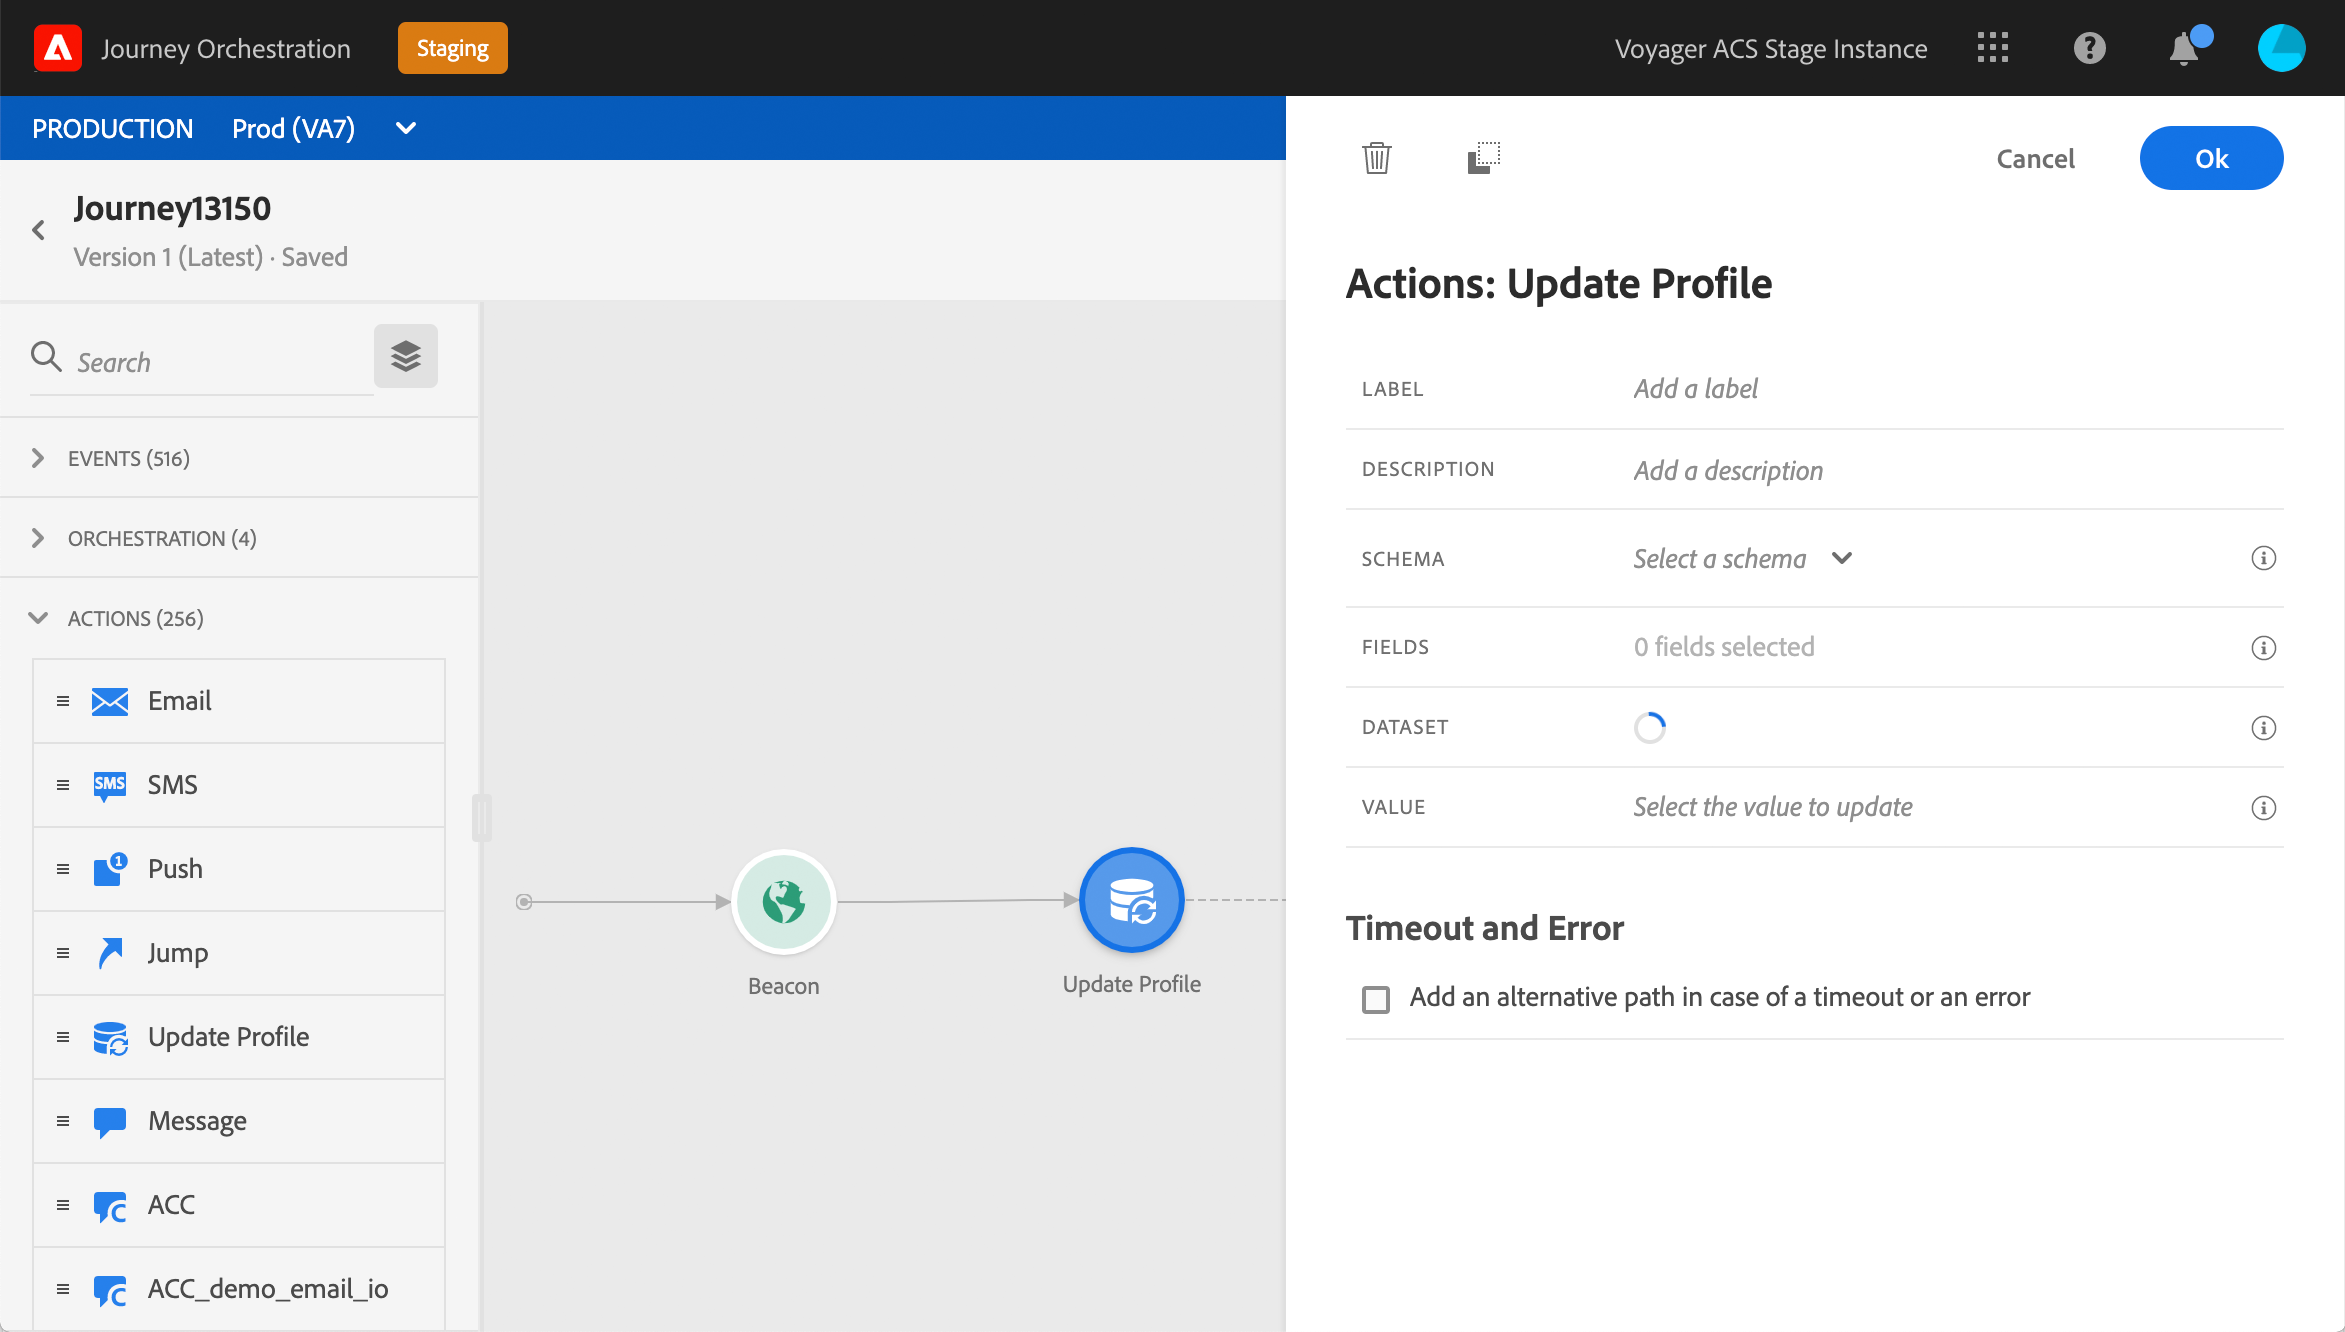 Journey Orchestration
Staging
Voyager ACS Stage Instance
PRODUCTION Prod (VA7)
Journey13150
Version 1 (Latest) · Saved
Search
EVENTS (516)
ORCHESTRATION (4)
ACTIONS (256)
Email
SMS SMS
1 Push
Jump
Update Profile
Message
ACC
ACC_demo_email_io
Beacon
Update Profile
Cancel
Ok
Actions: Update Profile
LABEL Add a label
DESCRIPTION Add a description
SCHEMA Select a schema
FIELDS 0 fields selected
DATASET
VALUE Select the value to update
Timeout and Error
Add an alternative path in case of a timeout or an error